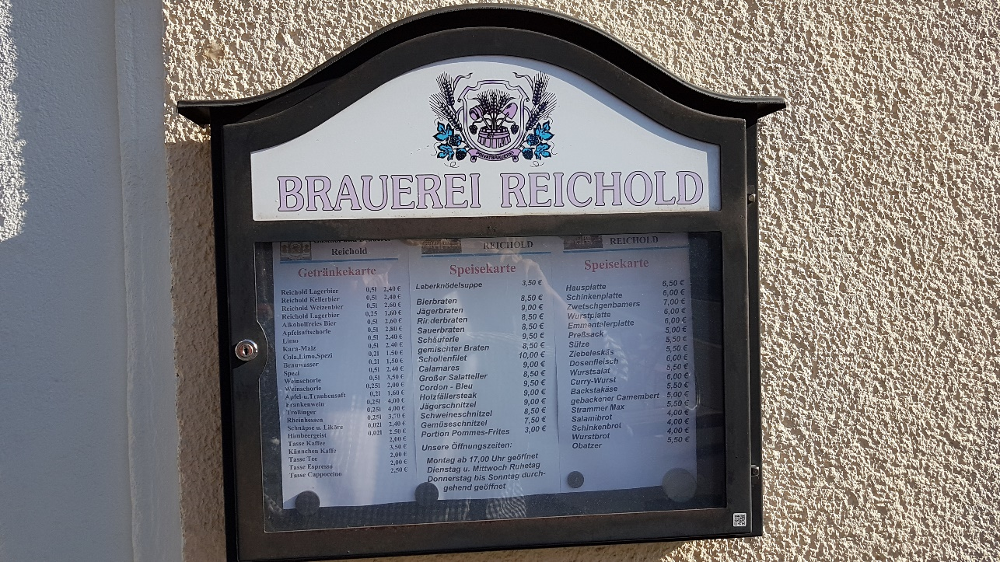 PRIVATBRAUEREI
BRAUEREI REICHOLD
Reichold
Getränkekarte
Reichold Lagerbier 0,5l 2,40 €
Reichold Kellerbier 0,5l 2,40 €
Reichold Weizenbier 0,5l 2,60 €
Reichold Lagerbier 0,25 1,60 €
Alkoholfreies Bier 0,5l 2,60 €
Apfelsaftschorle 0,5l 2,80 €
Limo 0,5l 2,40 €
Kara-Malz 0,5l 2,40 €
Cola,Limo,Spezi 0,2l 1,50 €
Brauwasser 0,2l 1,50 €
Spezi 0,5l 2,40 €
Weinschorle 0,5l 3,50 €
Weinschorle 0,25l 2,00 €
Apfel-u.Traubensaft 0,2l 1,60 €
Frankenwein 0,25l 4,00 €
Trollinger 0,25l 4,00 €
Rheinhessen 0,25l 3,70 €
Schnäpse u. Liköre 0,02l 2,40 €
Himbeergeist 0,02l 2,50 €
Tasse Kaffee 2,00 €
Kännchen Kaffe 3,50 €
Tasse Tee 2,00 €
Tasse Espresso 2,00 €
Tasse Cappoccino 2,50 €
REICHOLD
Speisekarte
Leberknödelsuppe 3,50 €
Bierbraten 8,50 €
Jägerbraten 9,00 €
Rinderbraten 8,50 €
Sauerbraten 8,50 €
Schäuferle 9,50 €
gemischter Braten 8,50 €
Schollenfilet 10,00 €
Calamares 9,00 €
Großer Salatteller 8,50 €
Cordon - Bleu 9,50 €
Holzfällersteak 9,00 €
Jägerschnitzel 9,00 €
Schweineschnitzel 8,50 €
Gemüseschnitzel 7,50 €
Portion Pommes-Frites 3,00 €
Unsere Öffnungszeiten:
Montag ab 17,00 Uhr geöffnet
Dienstag u. Mittwoch Ruhetag
Donnerstag bis Sonntag durch-
gehend geöffnet
REICHOLD
Speisekarte
Hausplatte 6,50 €
Schinkenplatte 6,00 €
Zwetschgenbamers 7,00 €
Wurstplatte 6,00 €
Emmentalerplatte 6,00 €
Preßsack 5,00 €
Sülze 5,50 €
Ziebeleskäs 5,50 €
Dosenfleisch 6,00 €
Wurstsalat 5,50 €
Curry-Wurst 6,00 €
Backstakäse 5,50 €
gebackener Camembert 5,00 €
Strammer Max 5,50 €
Salamibrot 4,00 €
Schinkenbrot 4,00 €
Wurstbrot 4,00 €
Obatzer 5,50 €